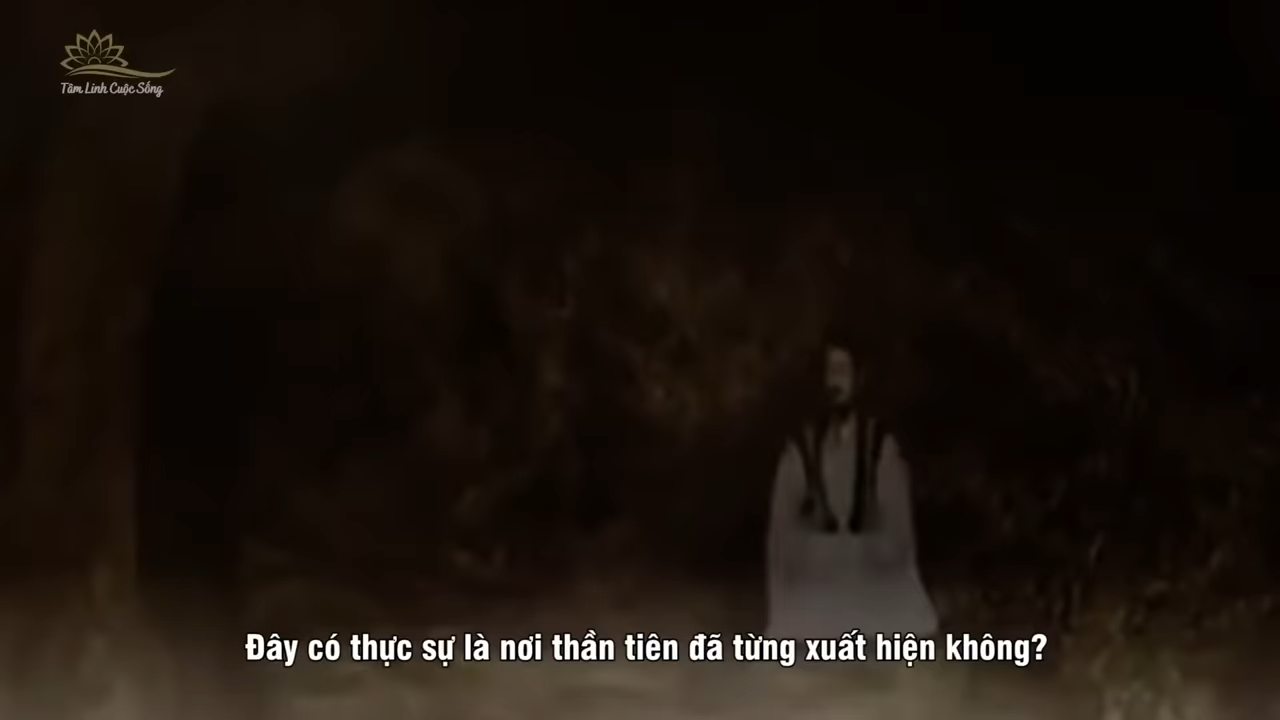 Tâm Linh Cuộc Sống
Đây có thực sự là nơi thần tiên đã từng xuất hiện không?